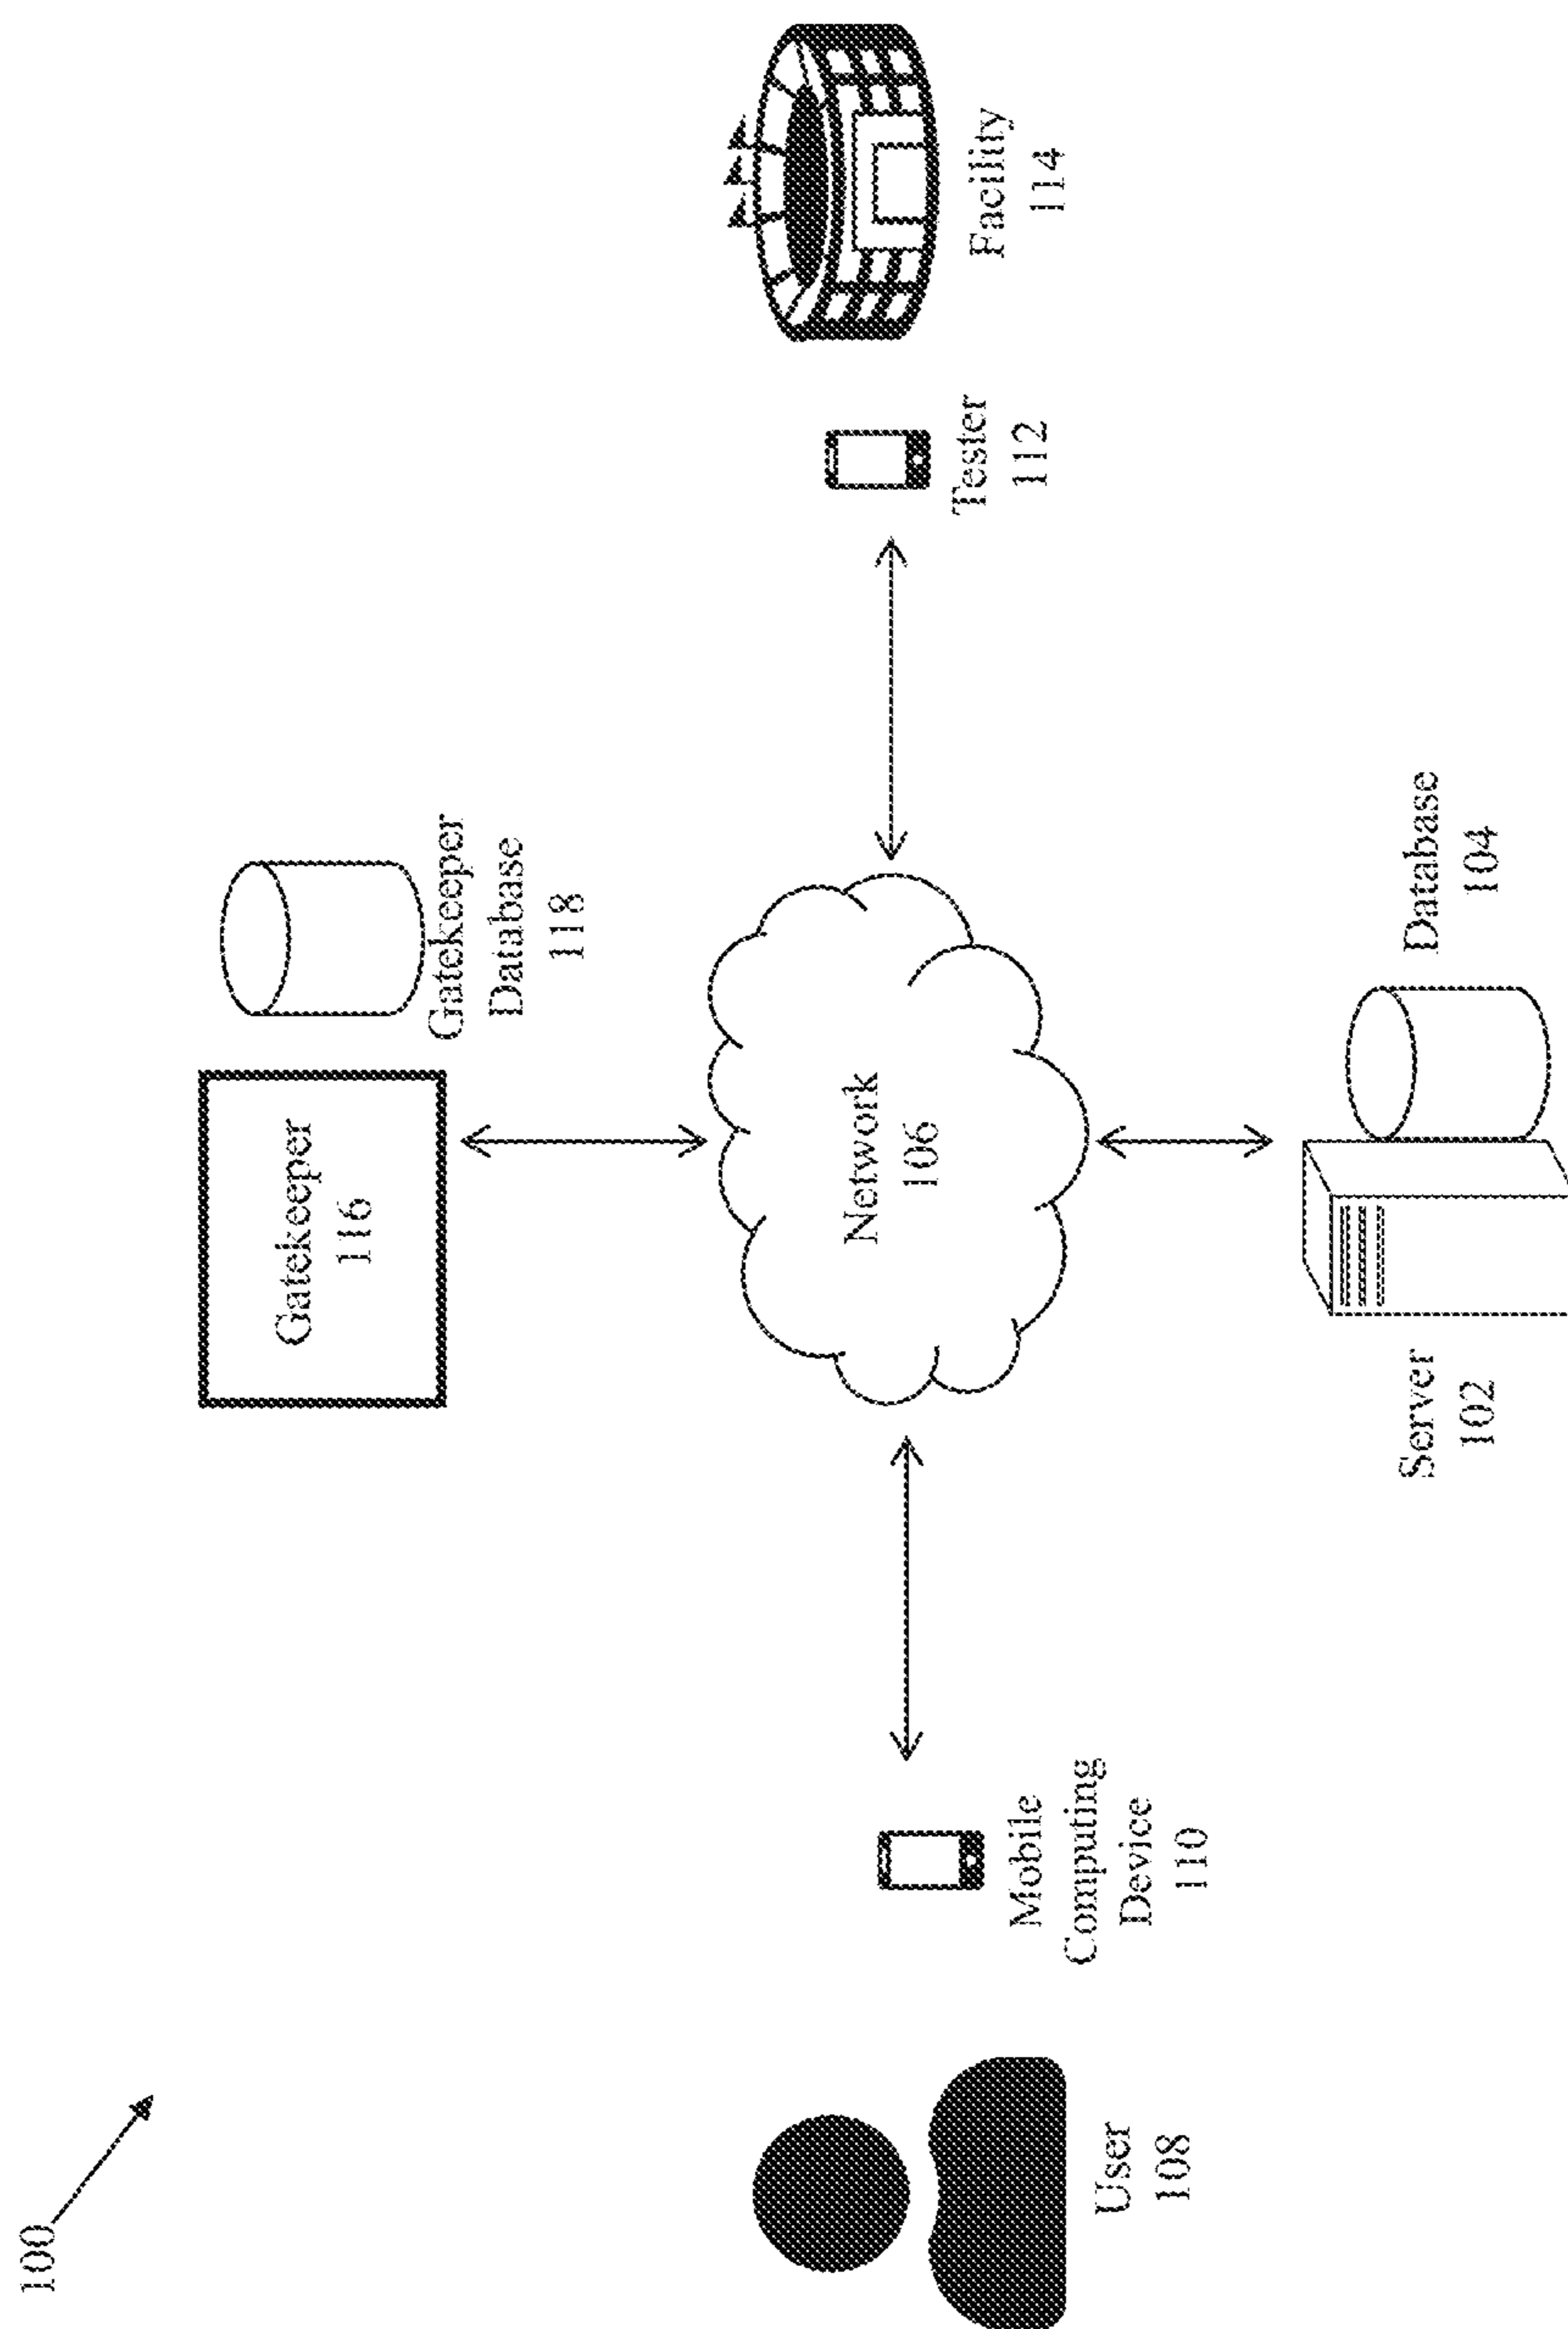 100
Gatekeeper
116
Gatekeeper
Database
118
User
108
Mobile
Computing
Device
110
Network
106
Tester
112
Facility
114
Server
102
Database
104